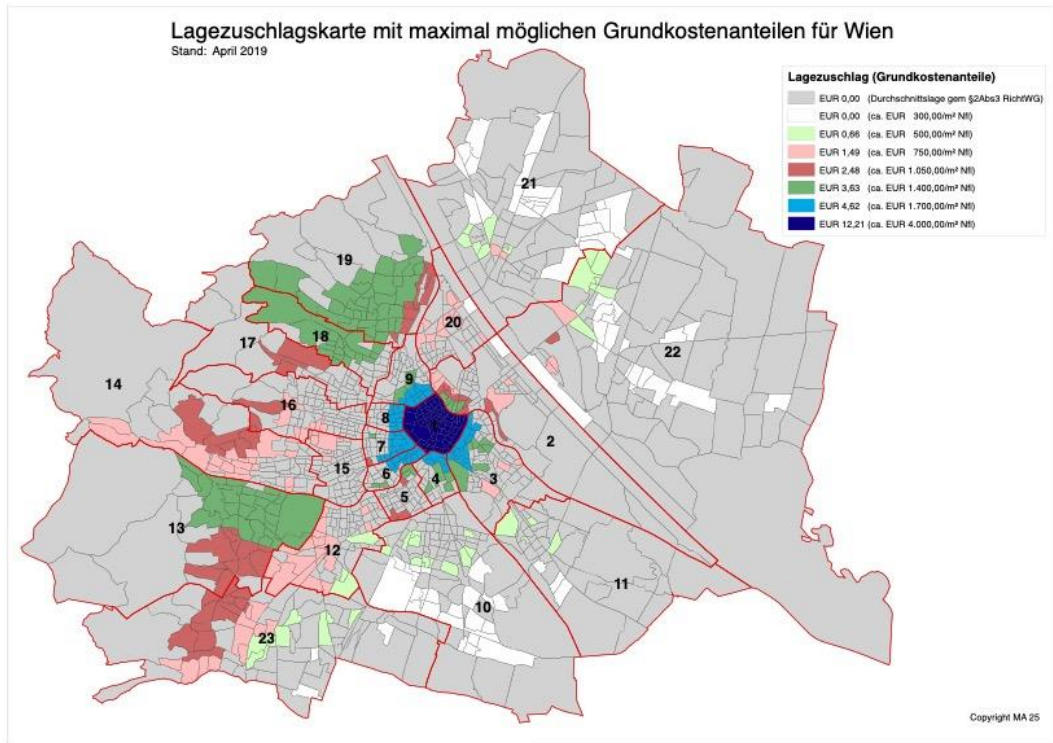 Lagezuschlagskarte mit maximal möglichen Grundkostenanteilen für Wien
Stand: April 2019
Lagezuschlag (Grundkostenanteile)
EUR 0,00 (Durchschnittslage gem §2Abs3 RichtWG)
EUR 0,00 (ca. EUR 300,00/m² Nfl)
EUR 0,66 (ca. EUR 500,00/m² Nfl)
EUR 1,49 (ca. EUR 750,00/m² Nfl)
EUR 2,48 (ca. EUR 1.050,00/m² Nfl)
EUR 3,63 (ca. EUR 1.400,00/m² Nfl)
EUR 4,62 (ca. EUR 1.700,00/m² Nfl)
EUR 12,21 (ca. EUR 4.000,00/m² Nfl)
21
19
20
18
17
22
14
9
16
8
1
7
2
15
6
4
3
5
13
12
11
10
23
Copyright MA 25